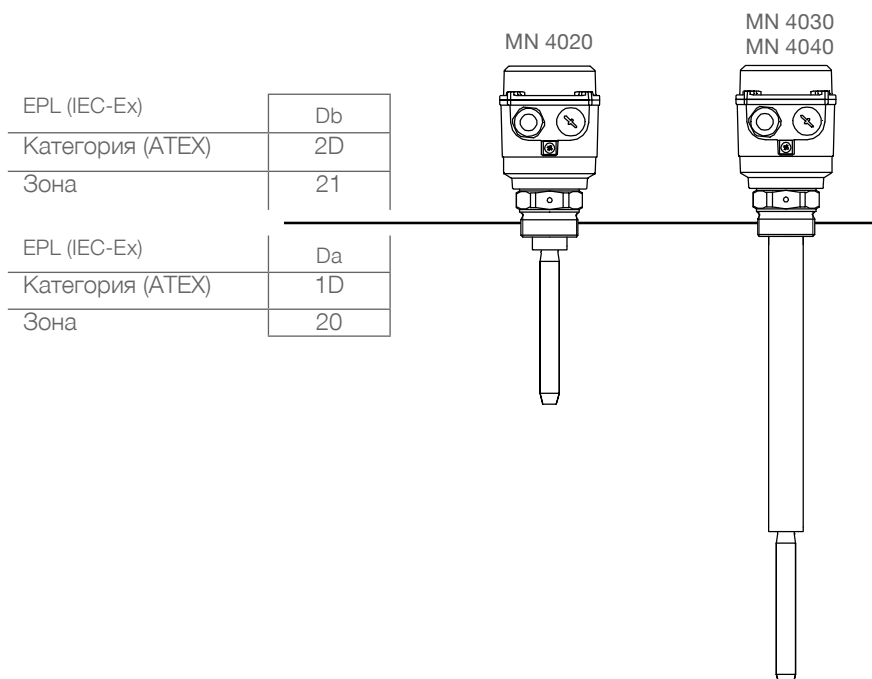 MN 4020
MN 4030
MN 4040
EPL (IEC-Ex) Db
Категория (ATEX) 2D
Зона 21
EPL (IEC-Ex) Da
Категория (ATEX) 1D
Зона 20